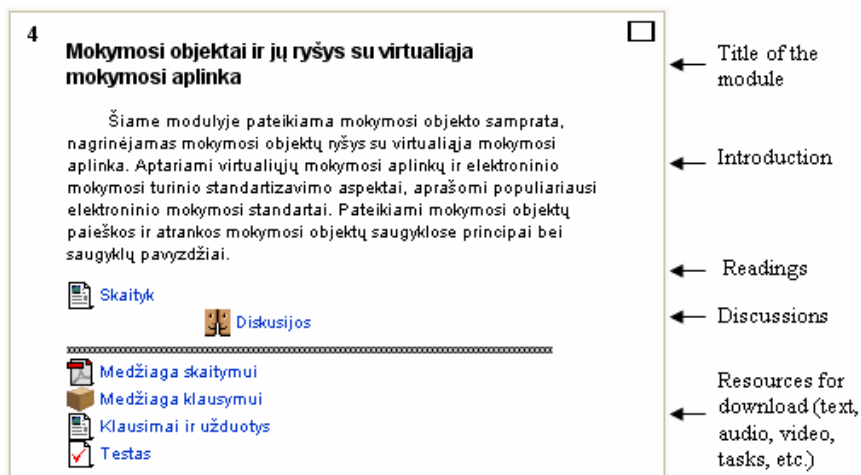 4
Mokymosi objektai ir jų ryšys su virtualiąja
mokymosi aplinka
Šiame modulyje pateikiama mokymosi objekto samprata,
nagrinėjamas mokymosi objektų ryšys su virtualiąja mokymosi
aplinka. Aptariami virtualiųjų mokymosi aplinkų ir elektroninio
mokymosi turinio standartizavimo aspektai, aprašomi populiariausi
elektroninio mokymosi standartai. Pateikiami mokymosi objektų
paieškos ir atrankos mokymosi objektų saugyklose principai bei
saugyklų pavyzdžiai.
Skaityk
Diskusijos
Medžiaga skaitymui
Medžiaga klausymui
Klausimai ir užduotys
Testas
Title of the
module
Introduction
Readings
Discussions
Resources for
download (text,
audio, video,
tasks, etc.)